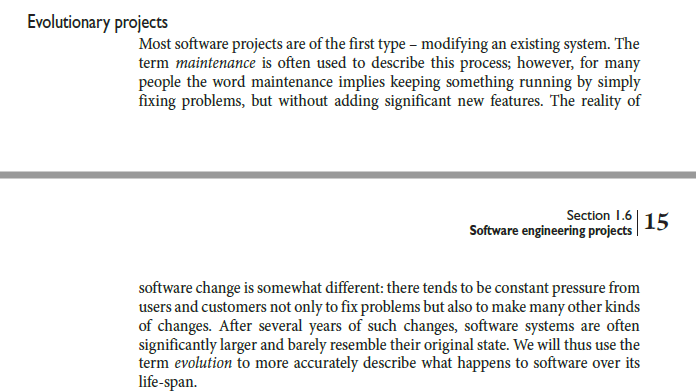 Evolutionary projects
Most software projects are of the first type – modifying an existing system. The
term maintenance is often used to describe this process; however, for many
people the word maintenance implies keeping something running by simply
fixing problems, but without adding significant new features. The reality of
Section 1.6
Software engineering projects
15
software change is somewhat different: there tends to be constant pressure from
users and customers not only to fix problems but also to make many other kinds
of changes. After several years of such changes, software systems are often
significantly larger and barely resemble their original state. We will thus use the
term evolution to more accurately describe what happens to software over its
life-span.